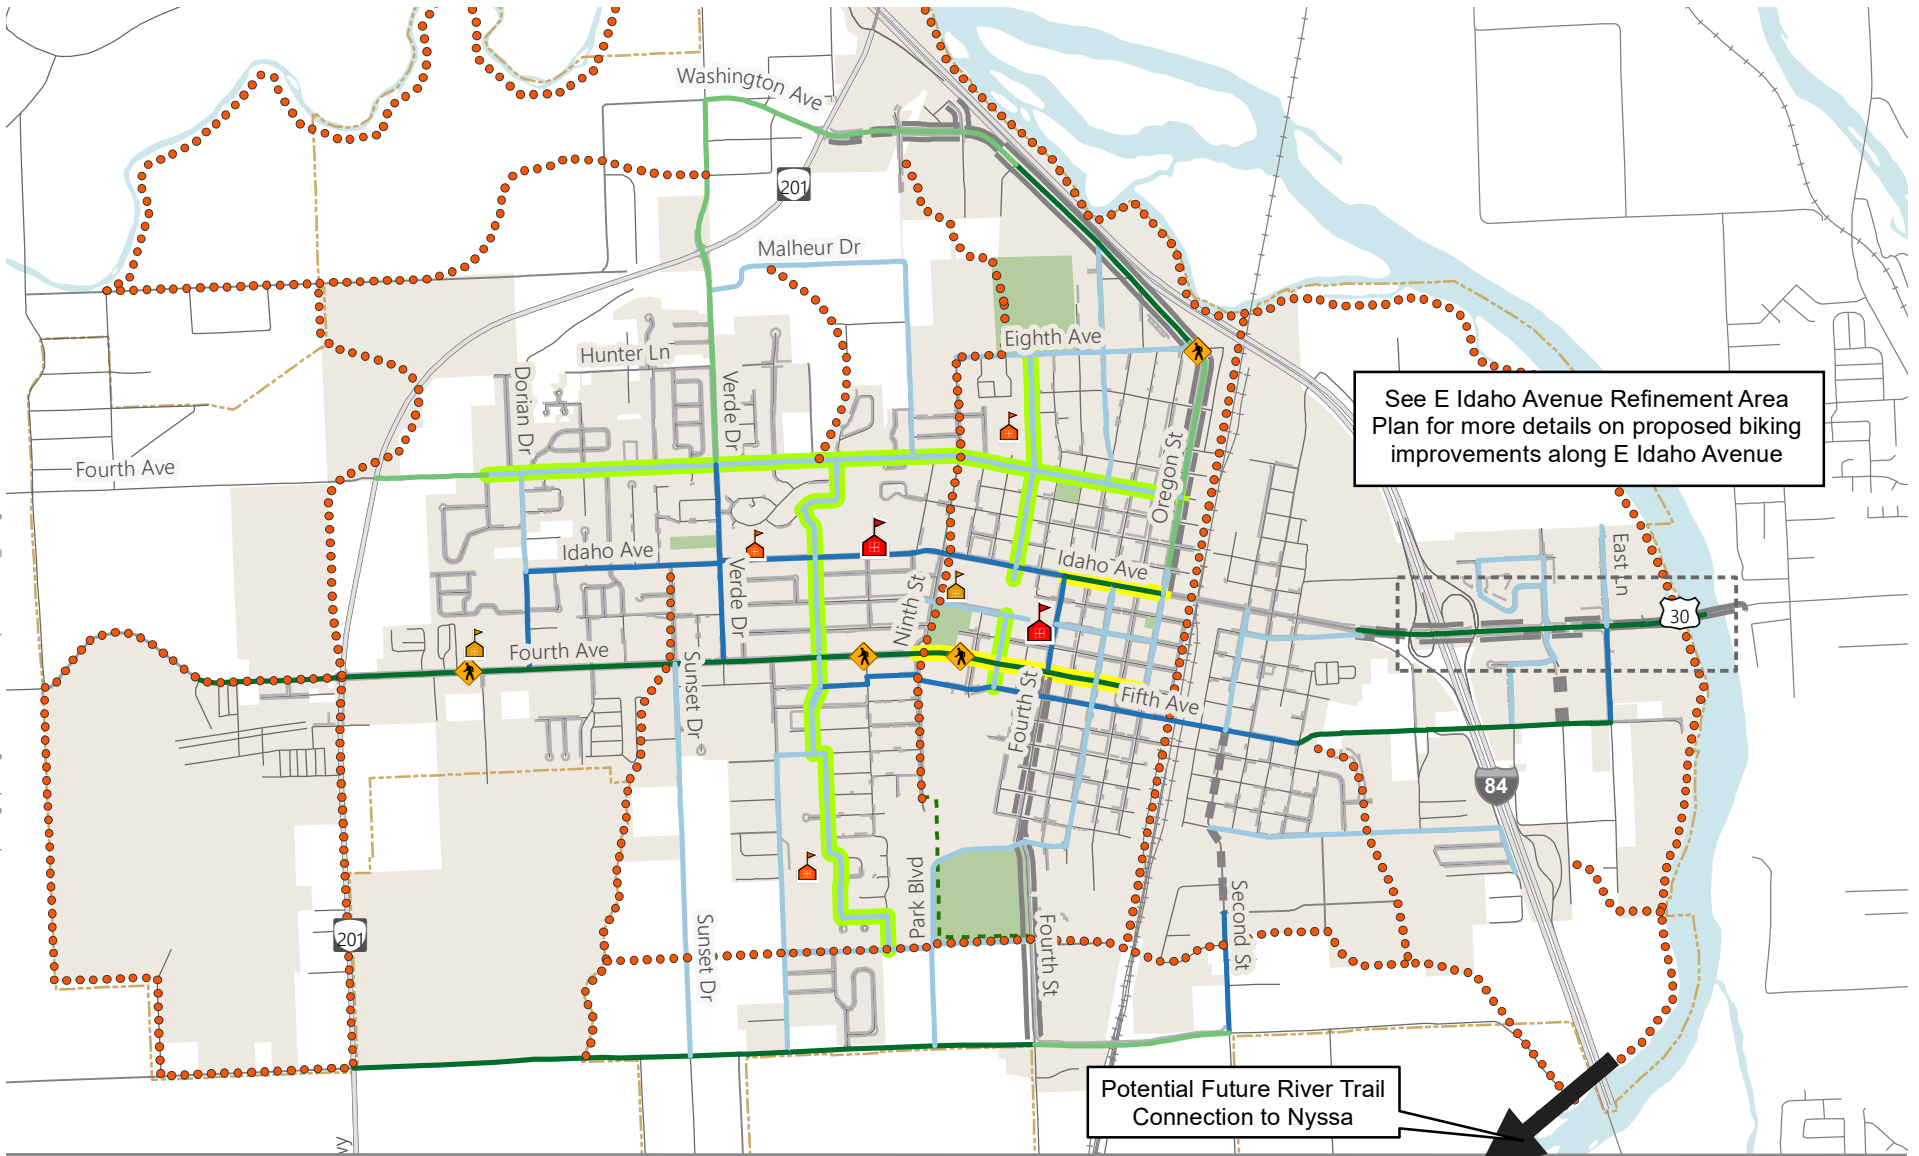 Washington Ave
201
Malheur Dr
Eighth Ave
Hunter Ln
Dorian Dr
Verde Dr
See E Idaho Avenue Refinement Area
Plan for more details on proposed biking
improvements along E Idaho Avenue
Fourth Ave
Oregon St
Idaho Ave
Idaho Ave
Verde Dr
Ninth St
East Ln
30
Fourth Ave
Sunset Dr
Fourth St
Fifth Ave
84
Park Blvd
Second St
201
Sunset Dr
Fourth St
Potential Future River Trail
Connection to Nyssa